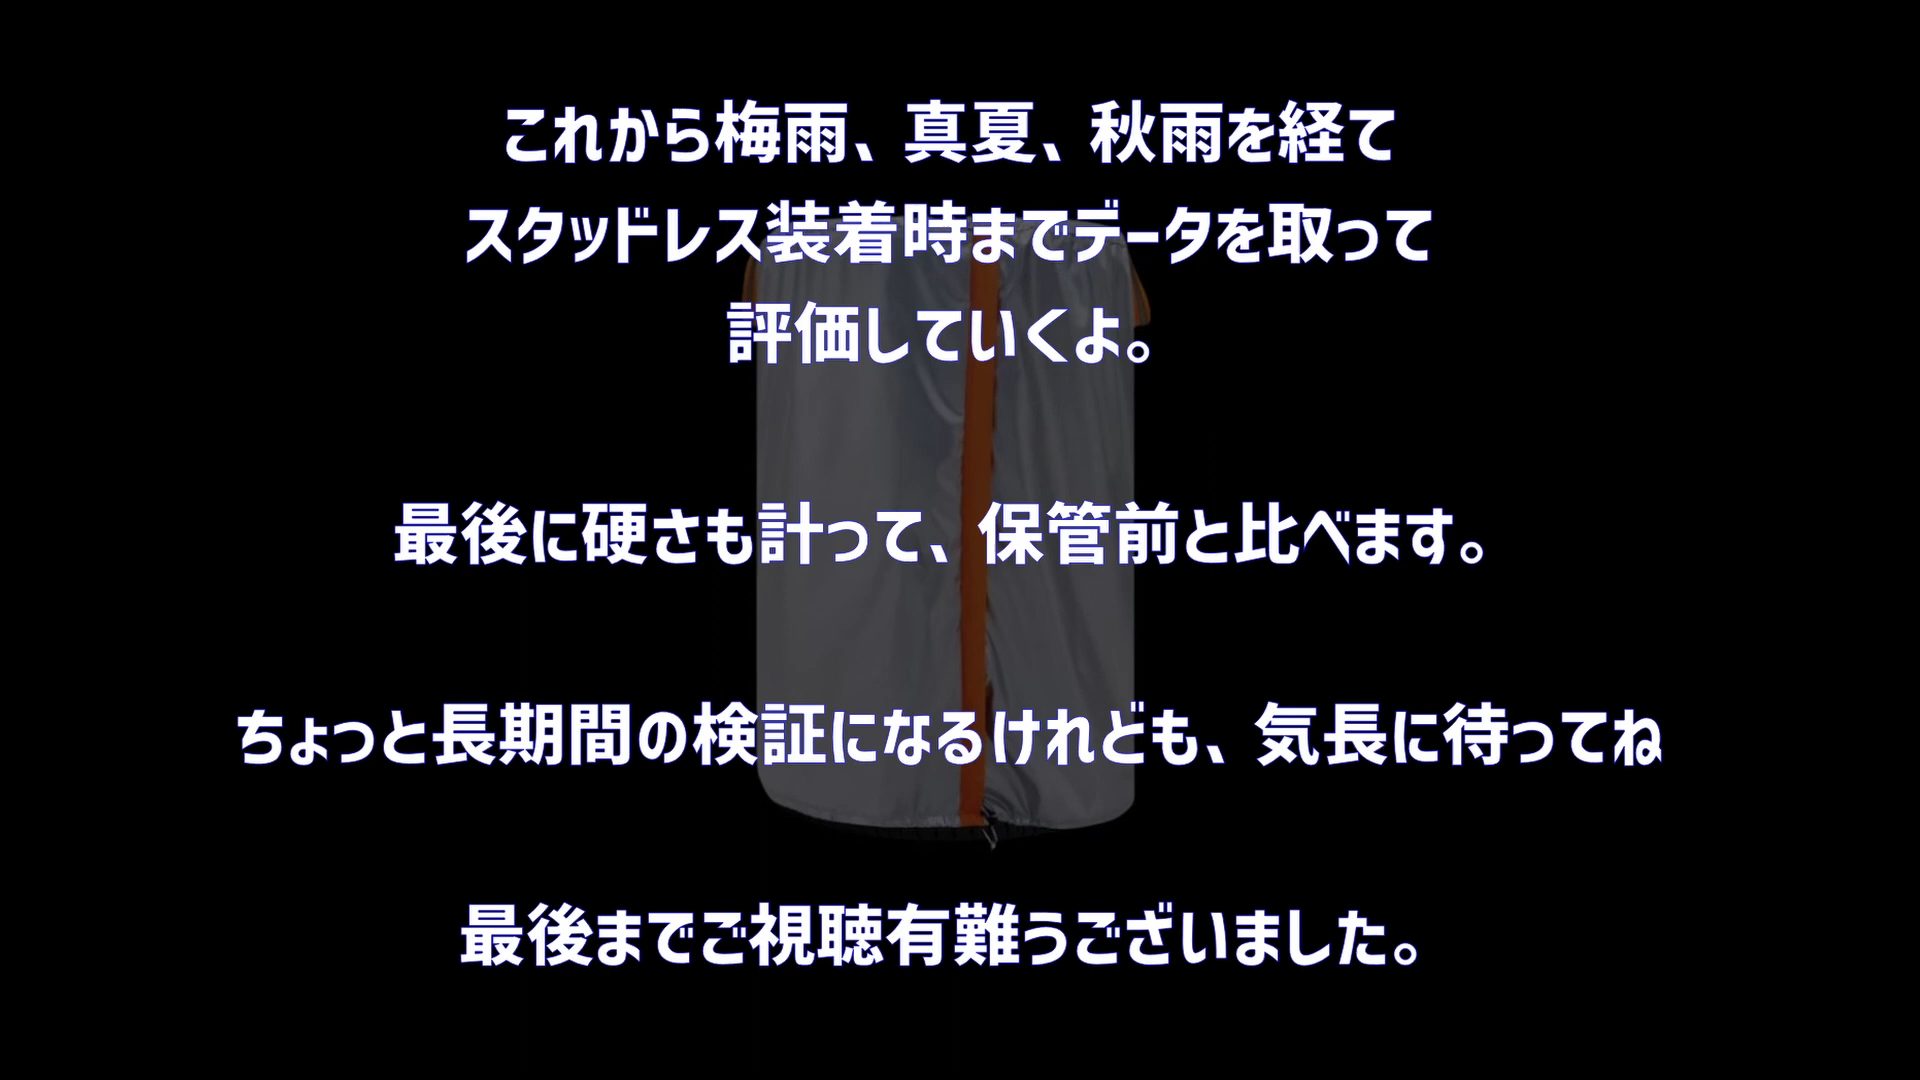 これから梅雨、真夏、秋雨を経て
スタッドレス装着時までデータを取って
評価していくよ。
最後に硬さも計って、保管前と比べます。
ちょっと長期間の検証になるけれども、気長に待ってね
最後までご視聴有難うございました。